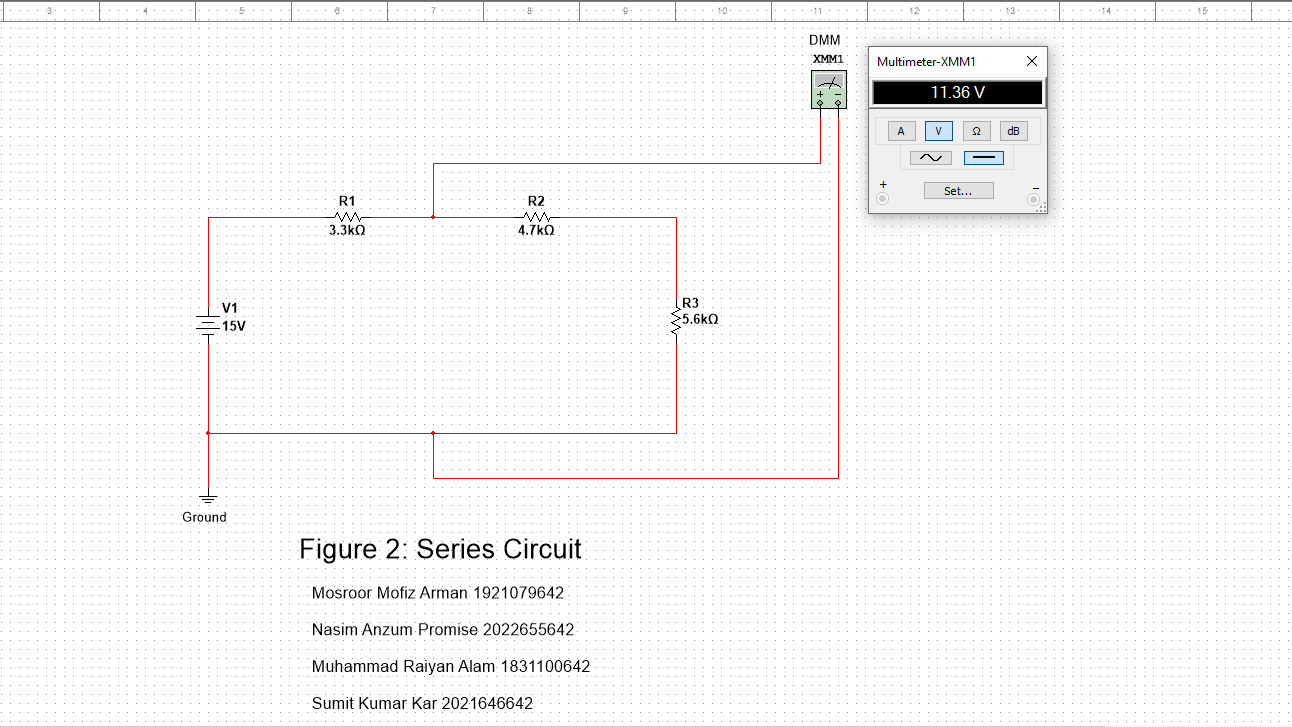 3 4 5 6 7 8 9 10 11 12 13 14 15
DMM
XMM1
Multimeter-XMM1
11.36 V
A V Ω dB
+ −
Set...
+ −
R1
3.3kΩ
R2
4.7kΩ
V1
15V
R3
5.6kΩ
Ground
Figure 2: Series Circuit
Mosroor Mofiz Arman 1921079642
Nasim Anzum Promise 2022655642
Muhammad Raiyan Alam 1831100642
Sumit Kumar Kar 2021646642